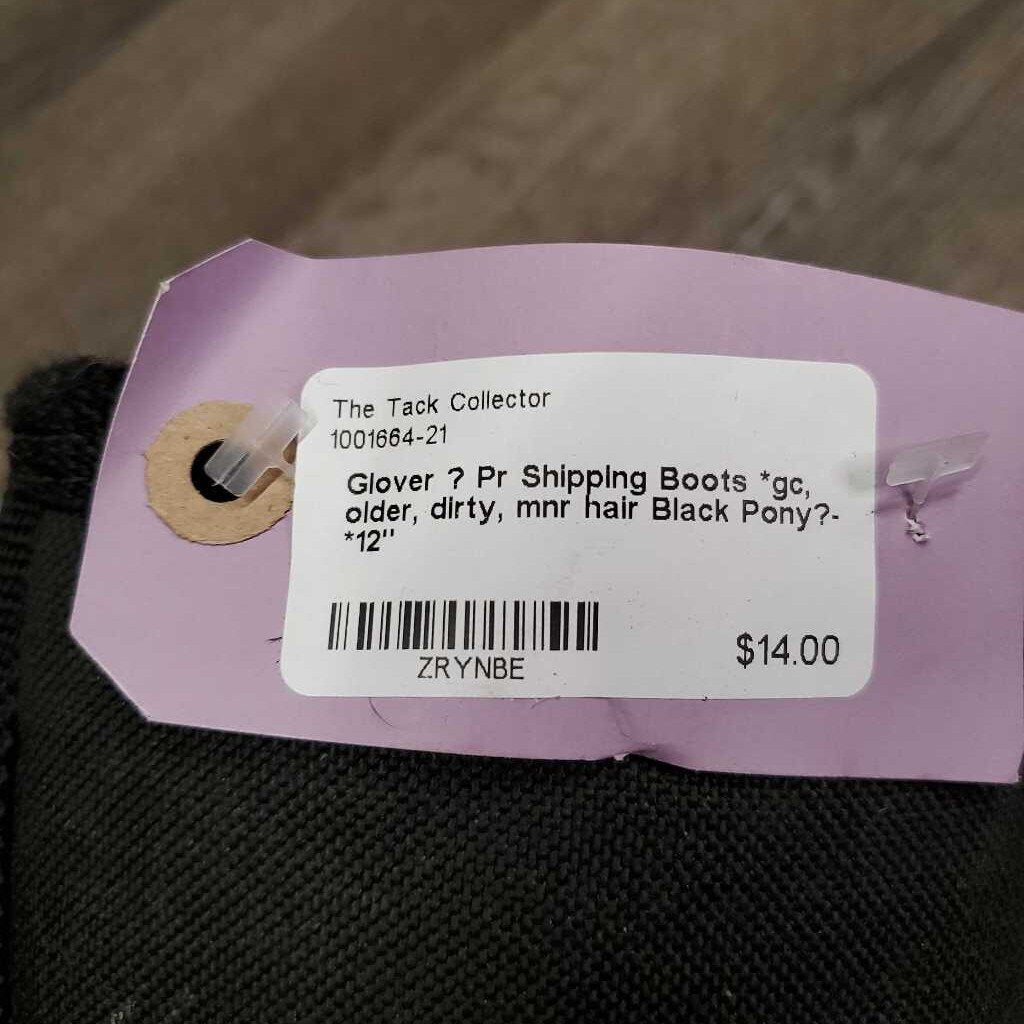 The Tack Collector
1001664-21
Glover ? Pr Shipping Boots *gc,
older, dirty, mnr hair Black Pony?-
*12"
ZRYNBE
$14.00